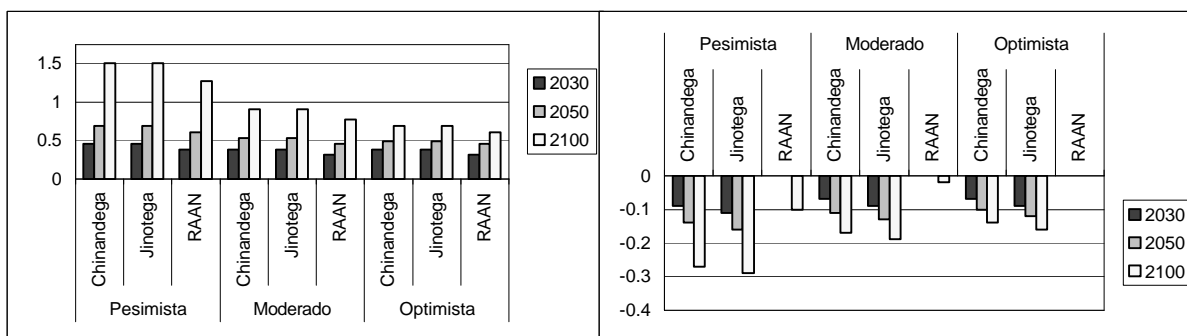 1.5
1
0.5
0
Chinandega
Jinotega
RAAN
Chinandega
Jinotega
RAAN
Chinandega
Jinotega
RAAN
Pesimista Moderado Optimista
2030
2050
2100
Pesimista Moderado Optimista
Chinandega
Jinotega
RAAN
Chinandega
Jinotega
RAAN
Chinandega
Jinotega
RAAN
0
-0.1
-0.2
-0.3
-0.4
2030
2050
2100